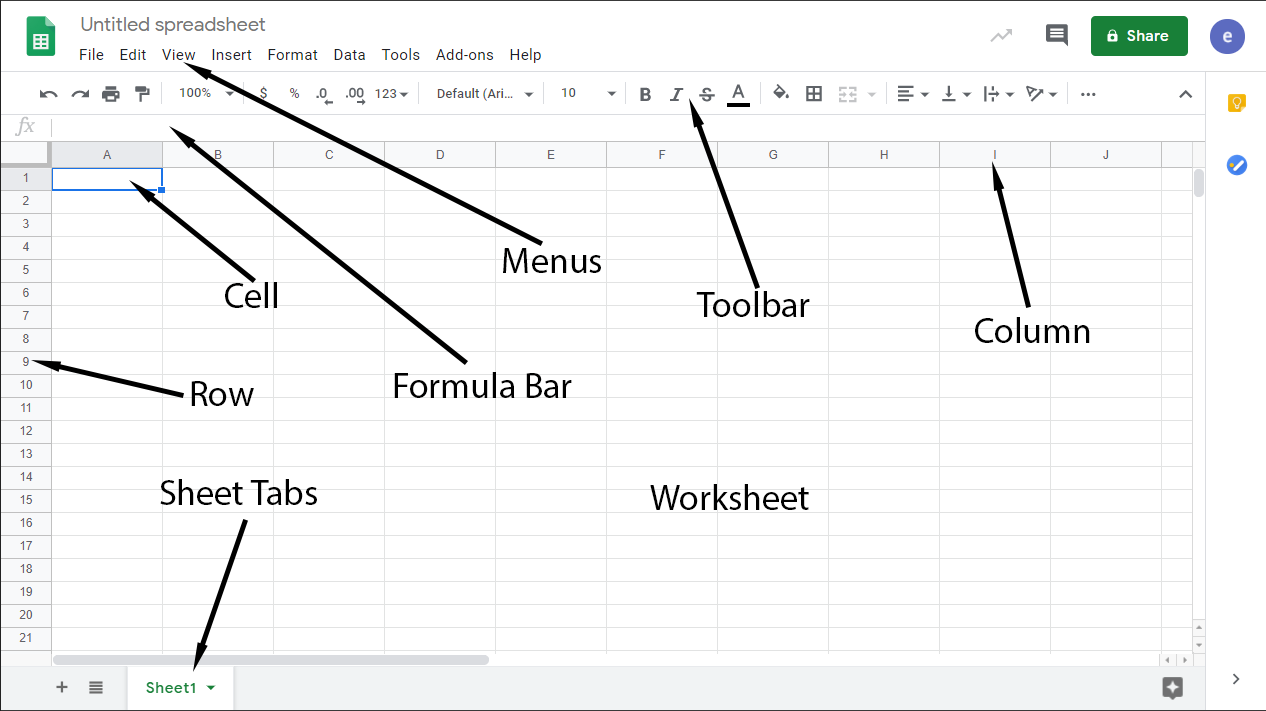 Untitled spreadsheet
File Edit View Insert Format Data Tools Add-ons Help
Share
e
100% $ % .0 .00 123 Default (Ari... 10 B I S A
fx
A B C D E F G H I J
1
2
3
4
5
6
7
8
9
10
11
12
13
14
15
16
17
18
19
20
21
Menus
Cell
Toolbar
Column
Formula Bar
Row
Sheet Tabs
Worksheet
Sheet1